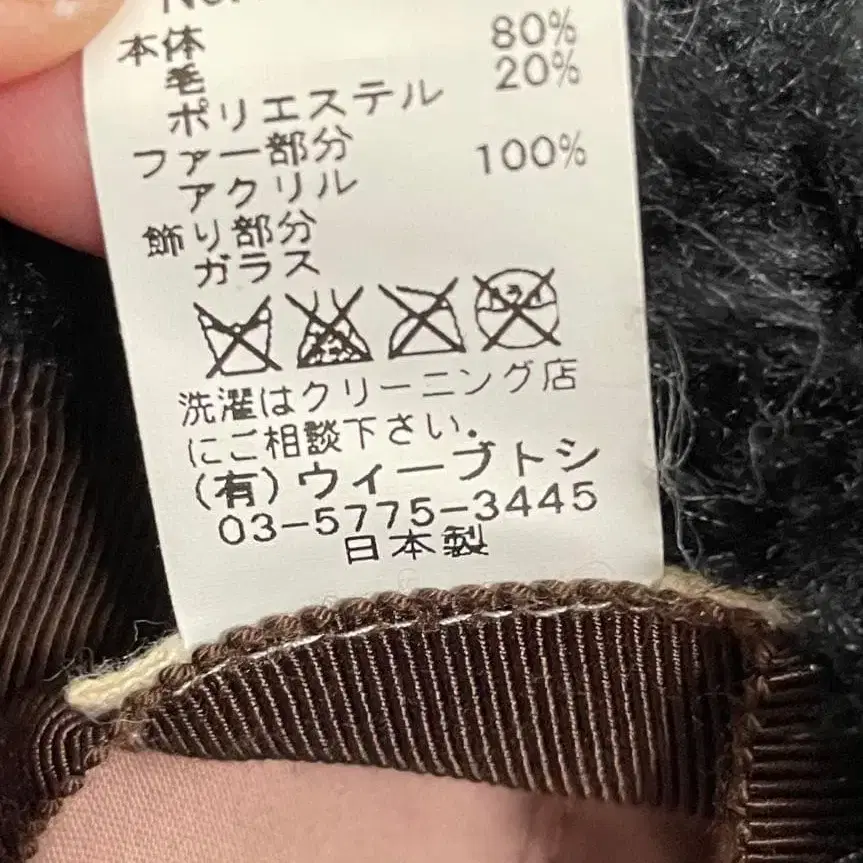 本体
毛 80%
ポリエステル 20%
ファー部分
アクリル 100%
飾り部分
ガラス
洗濯はクリーニング店
にご相談下さい.
(有)ウィーブトシ
03-5775-3445
日本製